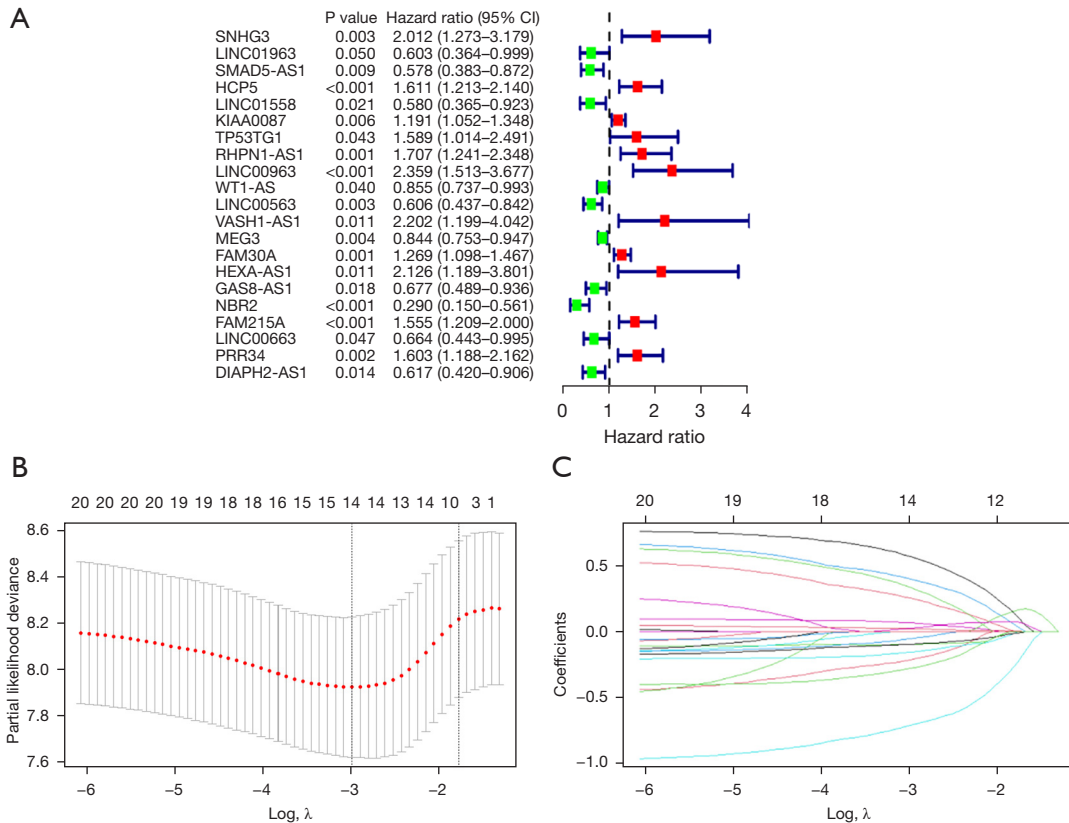 A
P value Hazard ratio (95% CI)
SNHG3 0.003 2.012 (1.273–3.179)
LINC01963 0.050 0.603 (0.364–0.999)
SMAD5-AS1 0.009 0.578 (0.383–0.872)
HCP5 <0.001 1.611 (1.213–2.140)
LINC01558 0.021 0.580 (0.365–0.923)
KIAA0087 0.006 1.191 (1.052–1.348)
TP53TG1 0.043 1.589 (1.014–2.491)
RHPN1-AS1 0.001 1.707 (1.241–2.348)
LINC00963 <0.001 2.359 (1.513–3.677)
WT1-AS 0.040 0.855 (0.737–0.993)
LINC00563 0.003 0.606 (0.437–0.842)
VASH1-AS1 0.011 2.202 (1.199–4.042)
MEG3 0.004 0.844 (0.753–0.947)
FAM30A 0.001 1.269 (1.098–1.467)
HEXA-AS1 0.011 2.126 (1.189–3.801)
GAS8-AS1 0.018 0.677 (0.489–0.936)
NBR2 <0.001 0.290 (0.150–0.561)
FAM215A <0.001 1.555 (1.209–2.000)
LINC00663 0.047 0.664 (0.443–0.995)
PRR34 0.002 1.603 (1.188–2.162)
DIAPH2-AS1 0.014 0.617 (0.420–0.906)
0 1 2 3 4
Hazard ratio
B
20 20 20 20 19 19 18 18 16 15 15 14 14 13 14 10 3 1
8.6
8.4
8.2
8.0
7.8
7.6
Partial likelihood deviance
−6 −5 −4 −3 −2
Log, λ
C
20 19 18 14 12
0.5
0.0
−0.5
−1.0
Coefficients
−6 −5 −4 −3 −2
Log, λ